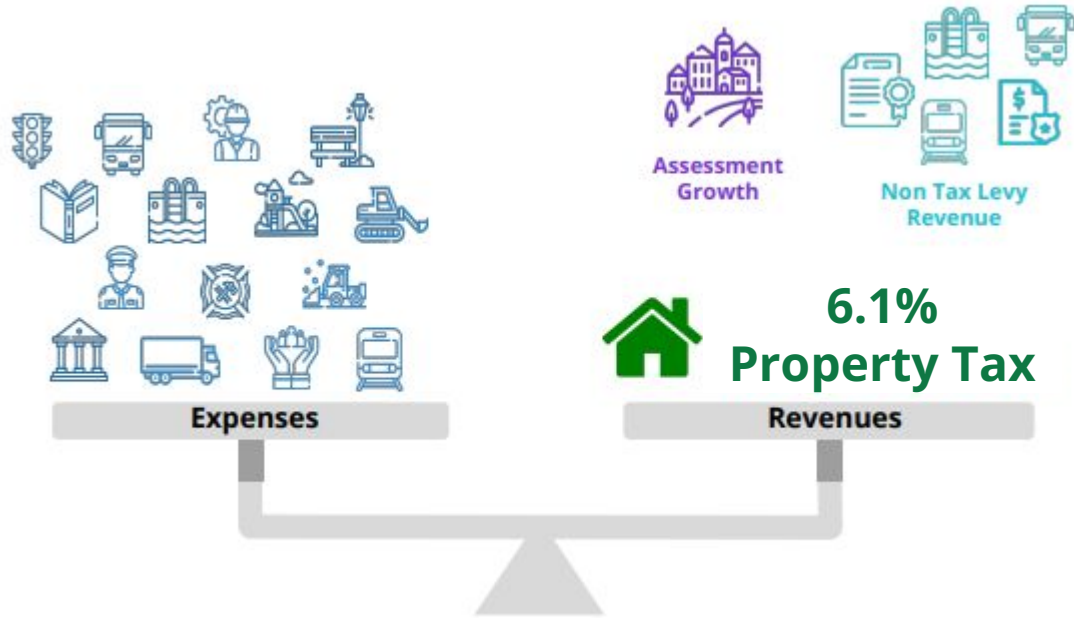 Assessment
Growth
Non Tax Levy
Revenue
$
6.1%
Property Tax
Expenses
Revenues